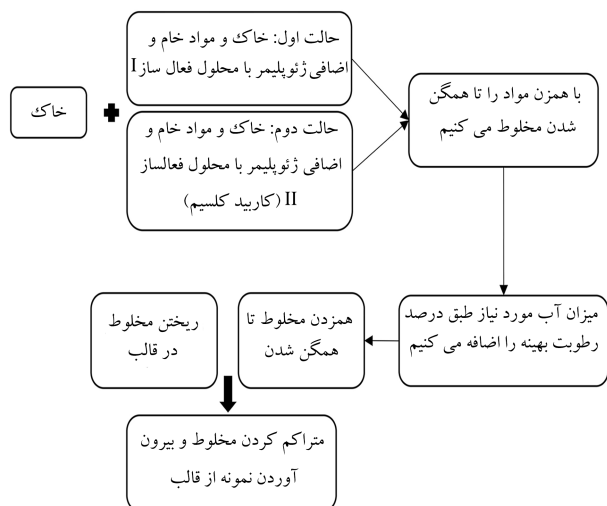 خاک
حالت اول: خاک و مواد خام و
اضافی ژئوپلیمر با محلول فعال ساز I
حالت دوم: خاک و مواد خام و
اضافی ژئوپلیمر با محلول فعالساز
II (کاربید کلسیم)
با همزن مواد را تا همگن
شدن مخلوط می کنیم
میزان آب مورد نیاز طبق درصد
رطوبت بهینه را اضافه می کنیم
همزدن مخلوط تا
همگن شدن
ریختن مخلوط
در قالب
متراکم کردن مخلوط و بیرون
آوردن نمونه از قالب